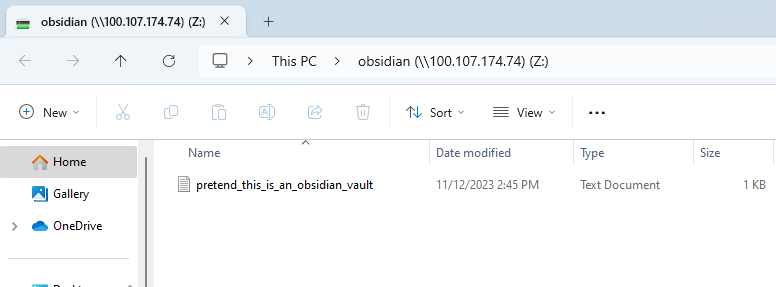 obsidian (\\100.107.174.74) (Z:)
This PC > obsidian (\\100.107.174.74) (Z:)
New Sort View
Name Date modified Type Size
Home
Gallery
OneDrive
pretend_this_is_an_obsidian_vault 11/12/2023 2:45 PM Text Document 1 KB